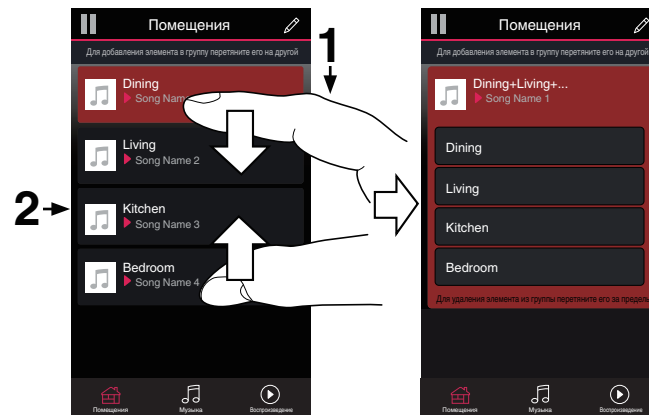 Помещения
Для добавления элемента в группу перетяните его на другой
Dining
Song Nam
Living
Song Name 2
Kitchen
Song Name 3
Bedroom
Song Name 4
Помещения
Музыка
Воспроизведение
1
2
Помещения
Для добавления элемента в группу перетяните его на другой
Dining+Living+...
Song Name 1
Dining
Living
Kitchen
Bedroom
Для удаления элемента из группы перетяните его за пределы
Помещения
Музыка
Воспроизведение